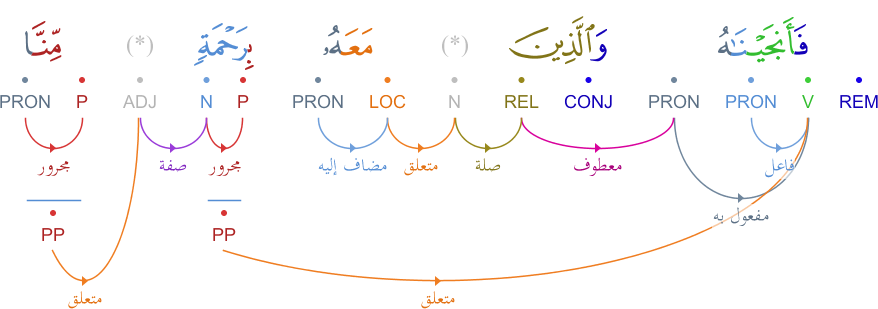 فَأَنجَيْنَٰهُ وَٱلَّذِينَ (*) مَعَهُۥ بِرَحْمَةٍ (*) مِّنَّا
PRON P ADJ N P PRON LOC N REL CONJ PRON PRON V REM
مجرور صفة مجرور مضاف إليه متعلق صلة معطوف فاعل
مفعول به
PP PP
متعلق متعلق